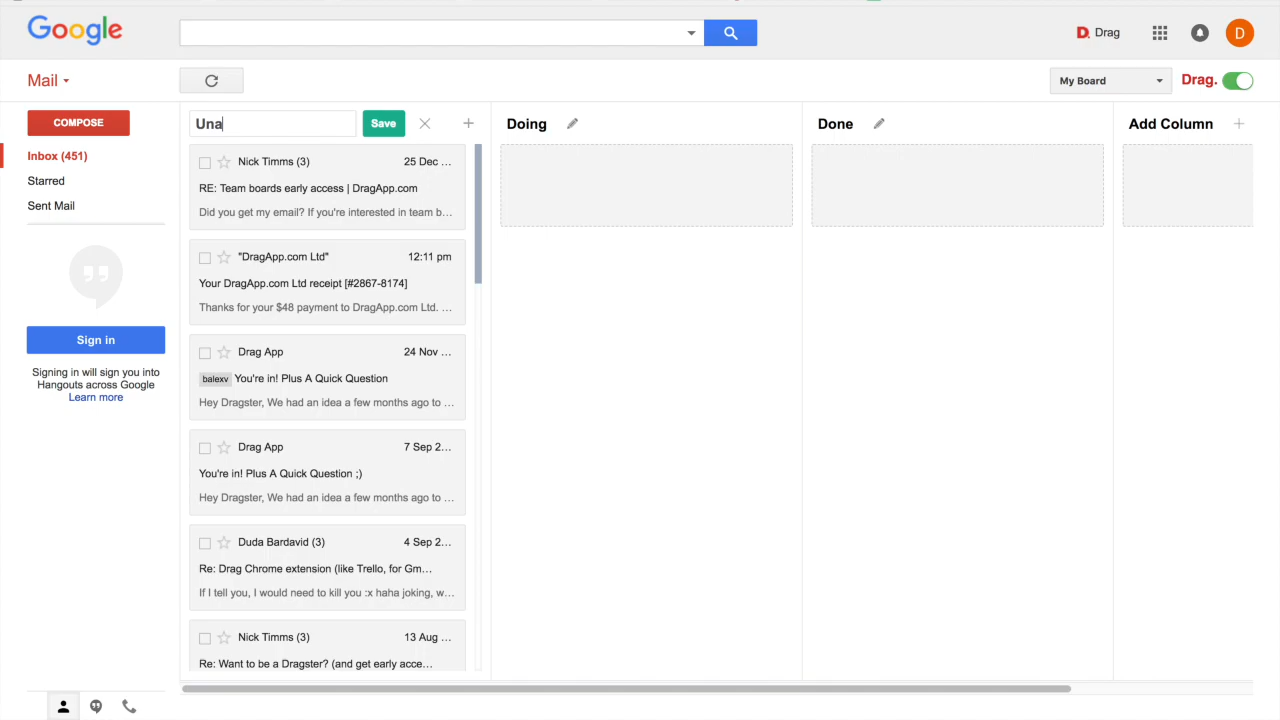 Google
D. Drag
D
Mail
My Board
Drag.
COMPOSE
Inbox (451)
Starred
Sent Mail
Sign in
Signing in will sign you into
Hangouts across Google
Learn more
Una
Save
Nick Timms (3) 25 Dec ...
RE: Team boards early access | DragApp.com
Did you get my email? If you're interested in team b...
"DragApp.com Ltd" 12:11 pm
Your DragApp.com Ltd receipt [#2867-8174]
Thanks for your $48 payment to DragApp.com Ltd. ...
Drag App 24 Nov ...
balexv You're in! Plus A Quick Question
Hey Dragster, We had an idea a few months ago to ...
Drag App 7 Sep 2...
You're in! Plus A Quick Question ;)
Hey Dragster, We had an idea a few months ago to ...
Duda Bardavid (3) 4 Sep 2...
Re: Drag Chrome extension (like Trello, for Gm...
If I tell you, I would need to kill you :x haha joking, w...
Nick Timms (3) 13 Aug ...
Re: Want to be a Dragster? (and get early acce...
Doing
Done
Add Column